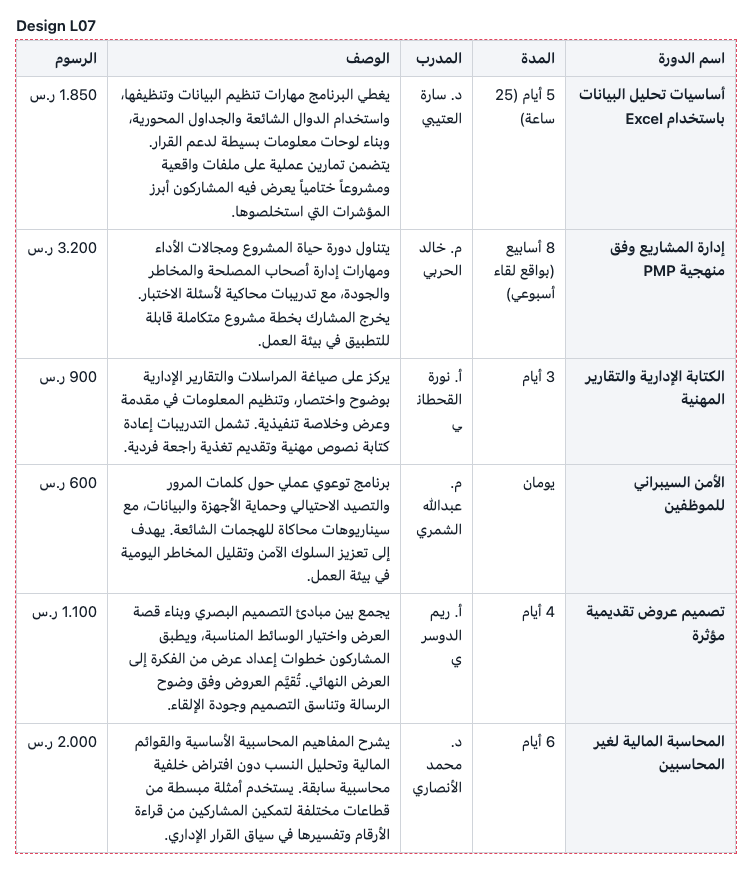 Design L07
اسم الدورة	المدة	المدرب	الوصف	الرسوم
أساسيات تحليل البيانات
باستخدام Excel
5 أيام (25
ساعة)
د. سارة
العتيبي
يغطي البرنامج مهارات تنظيم البيانات وتنظيفها،
واستخدام الدوال الشائعة والجداول المحورية،
وبناء لوحات معلومات بسيطة لدعم القرار.
يتضمن تمارين عملية على ملفات واقعية
ومشروعاً ختامياً يعرض فيه المشاركون أبرز
المؤشرات التي استخلصوها.
1.850 ر.س
إدارة المشاريع وفق
منهجية PMP
8 أسابيع
(بواقع لقاء
أسبوعي)
م. خالد
الحربي
يتناول دورة حياة المشروع ومجالات الأداء
ومهارات إدارة أصحاب المصلحة والمخاطر
والجودة، مع تدريبات محاكية لأسئلة الاختبار.
يخرج المشارك بخطة مشروع متكاملة قابلة
للتطبيق في بيئة العمل.
3.200 ر.س
الكتابة الإدارية والتقارير
المهنية
3 أيام
أ. نورة
القحطان
ي
يركز على صياغة المراسلات والتقارير الإدارية
بوضوح واختصار، وتنظيم المعلومات في مقدمة
وعرض وخلاصة تنفيذية. تشمل التدريبات إعادة
كتابة نصوص مهنية وتقديم تغذية راجعة فردية.
900 ر.س
الأمن السيبراني
للموظفين
يومان
م.
عبدالله
الشمري
برنامج توعوي عملي حول كلمات المرور
والتصيد الاحتيالي وحماية الأجهزة والبيانات، مع
سيناريوهات محاكاة للهجمات الشائعة. يهدف
إلى تعزيز السلوك الآمن وتقليل المخاطر اليومية
في بيئة العمل.
600 ر.س
تصميم عروض تقديمية
مؤثرة
4 أيام
أ. ريم
الدوسر
ي
يجمع بين مبادئ التصميم البصري وبناء قصة
العرض واختيار الوسائط المناسبة، ويطبق
المشاركون خطوات إعداد عرض من الفكرة إلى
العرض النهائي. تُقيَّم العروض وفق وضوح
الرسالة وتناسق التصميم وجودة الإلقاء.
1.100 ر.س
المحاسبة المالية لغير
المحاسبين
6 أيام
د.
محمد
الأنصاري
يشرح المفاهيم المحاسبية الأساسية والقوائم
المالية وتحليل النسب دون افتراض خلفية
محاسبية سابقة. يستخدم أمثلة مبسطة من
قطاعات مختلفة لتمكين المشاركين من قراءة
الأرقام وتفسيرها في سياق القرار الإداري.
2.000 ر.س